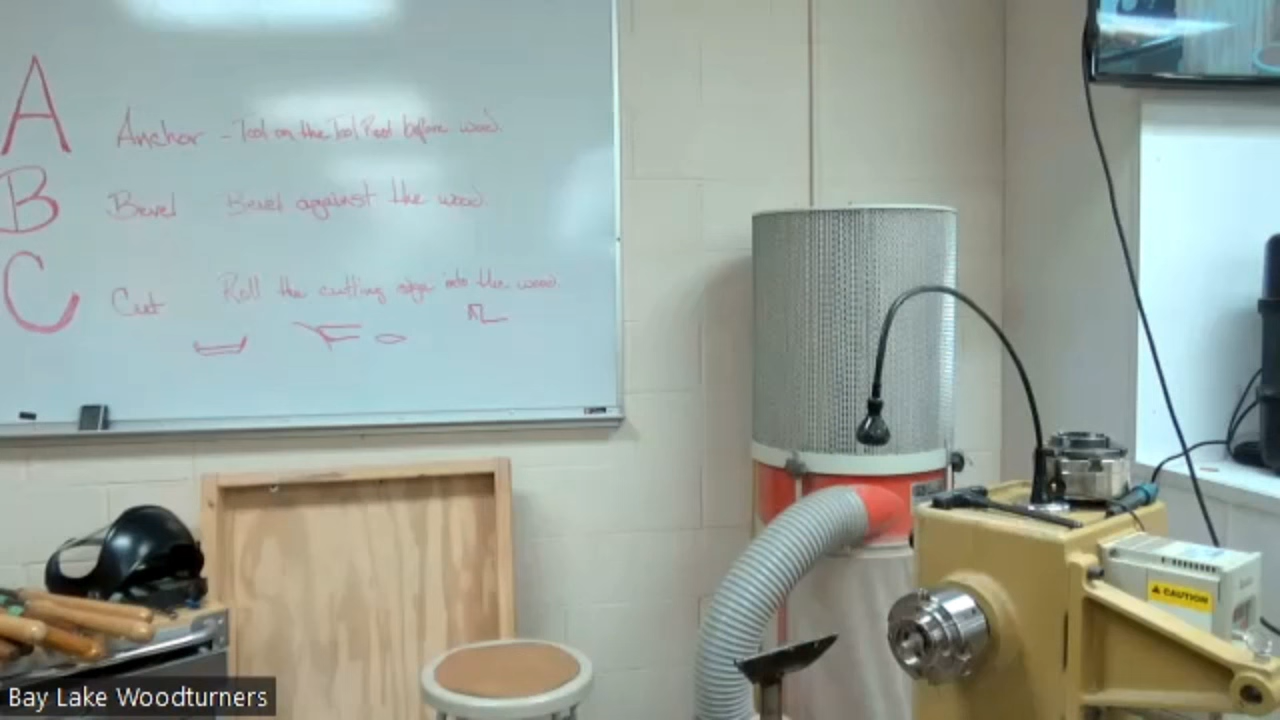 A Anchor - Tool on the Tool Rest before wood.
B Bevel Bevel against the wood.
C Cut Roll the cutting edge into the wood.
CAUTION
Bay Lake Woodturners